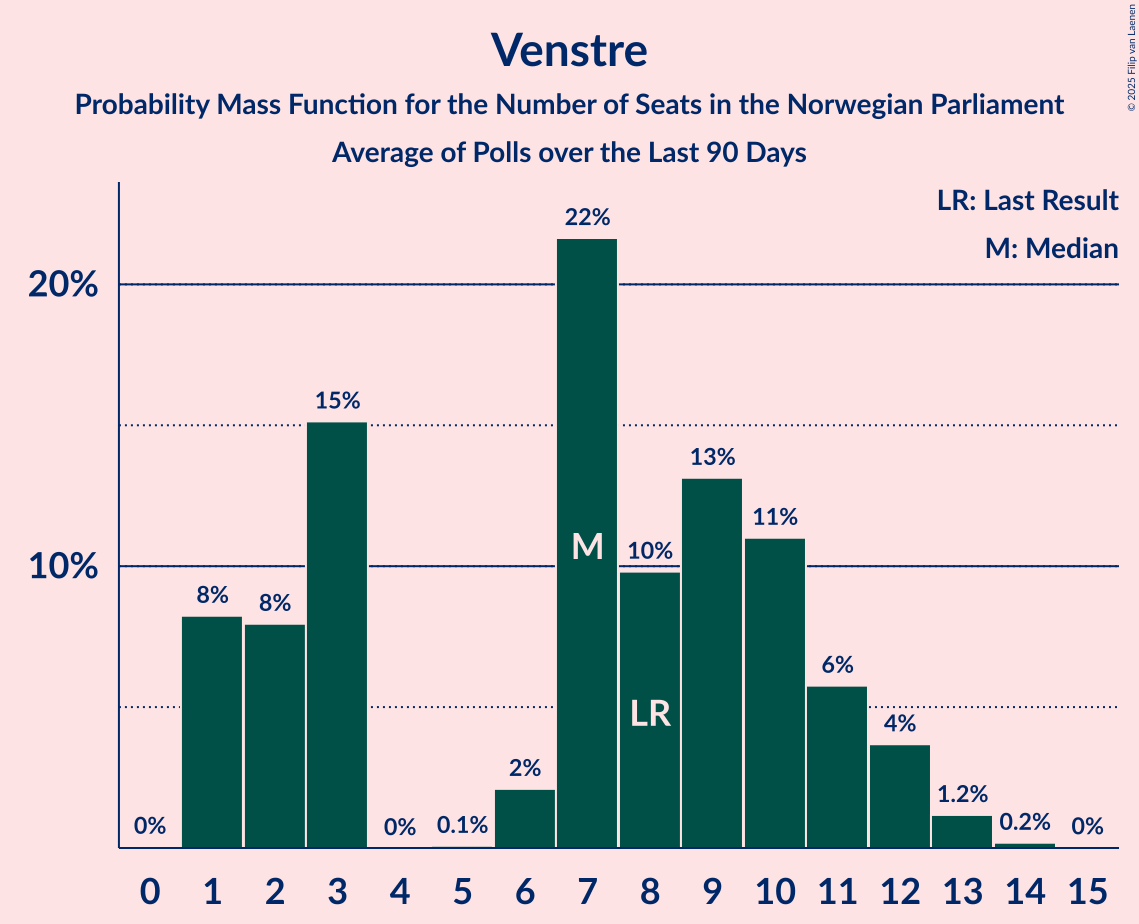 Venstre
Probability Mass Function for the Number of Seats in the Norwegian Parliament
Average of Polls over the Last 90 Days
© 2025 Filip van Laenen
LR: Last Result
M: Median
20%
10%
0%
8%
8%
15%
0%
0.1%
2%
22%
10%
13%
11%
6%
4%
1.2%
0.2%
0%
M
LR
0 1 2 3 4 5 6 7 8 9 10 11 12 13 14 15